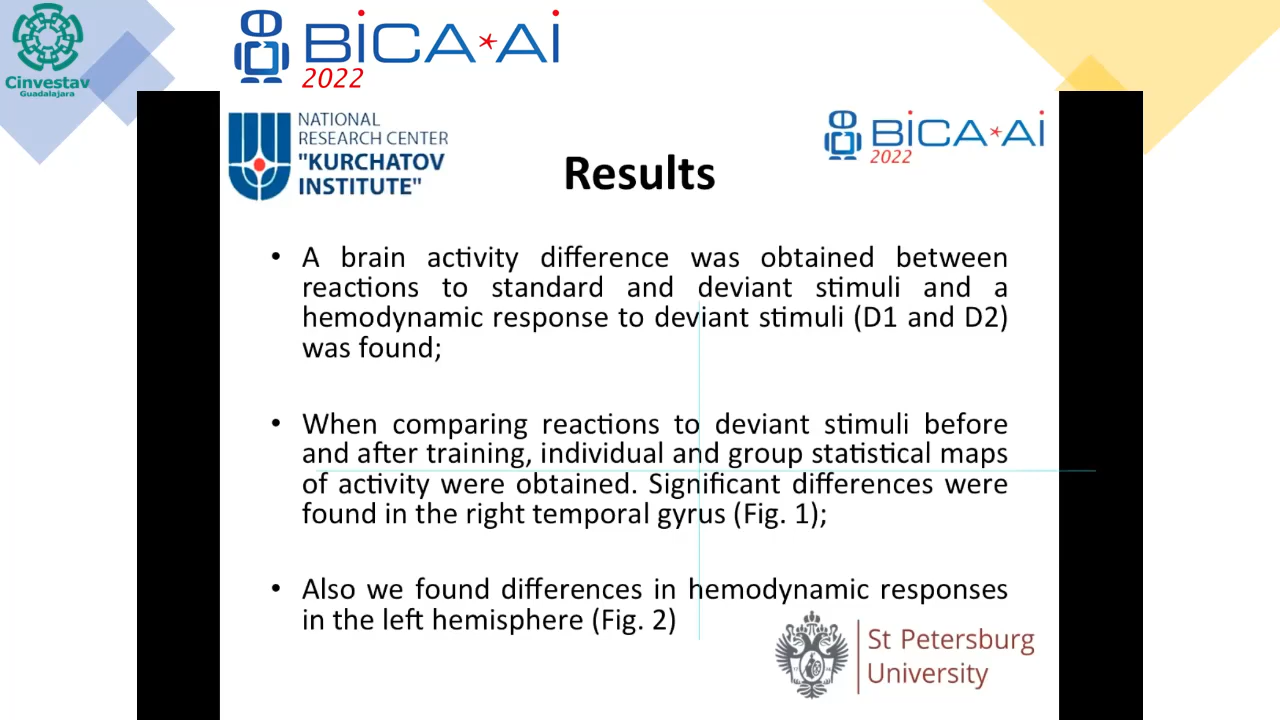 Cinvestav
Guadalajara
BiCA*Ai
2022
NATIONAL
RESEARCH CENTER
"KURCHATOV
INSTITUTE"
BiCA*Ai
2022
Results
• A brain activity difference was obtained between
reactions to standard and deviant stimuli and a
hemodynamic response to deviant stimuli (D1 and D2)
was found;
• When comparing reactions to deviant stimuli before
and after training, individual and group statistical maps
of activity were obtained. Significant differences were
found in the right temporal gyrus (Fig. 1);
• Also we found differences in hemodynamic responses
in the left hemisphere (Fig. 2)
St Petersburg
University